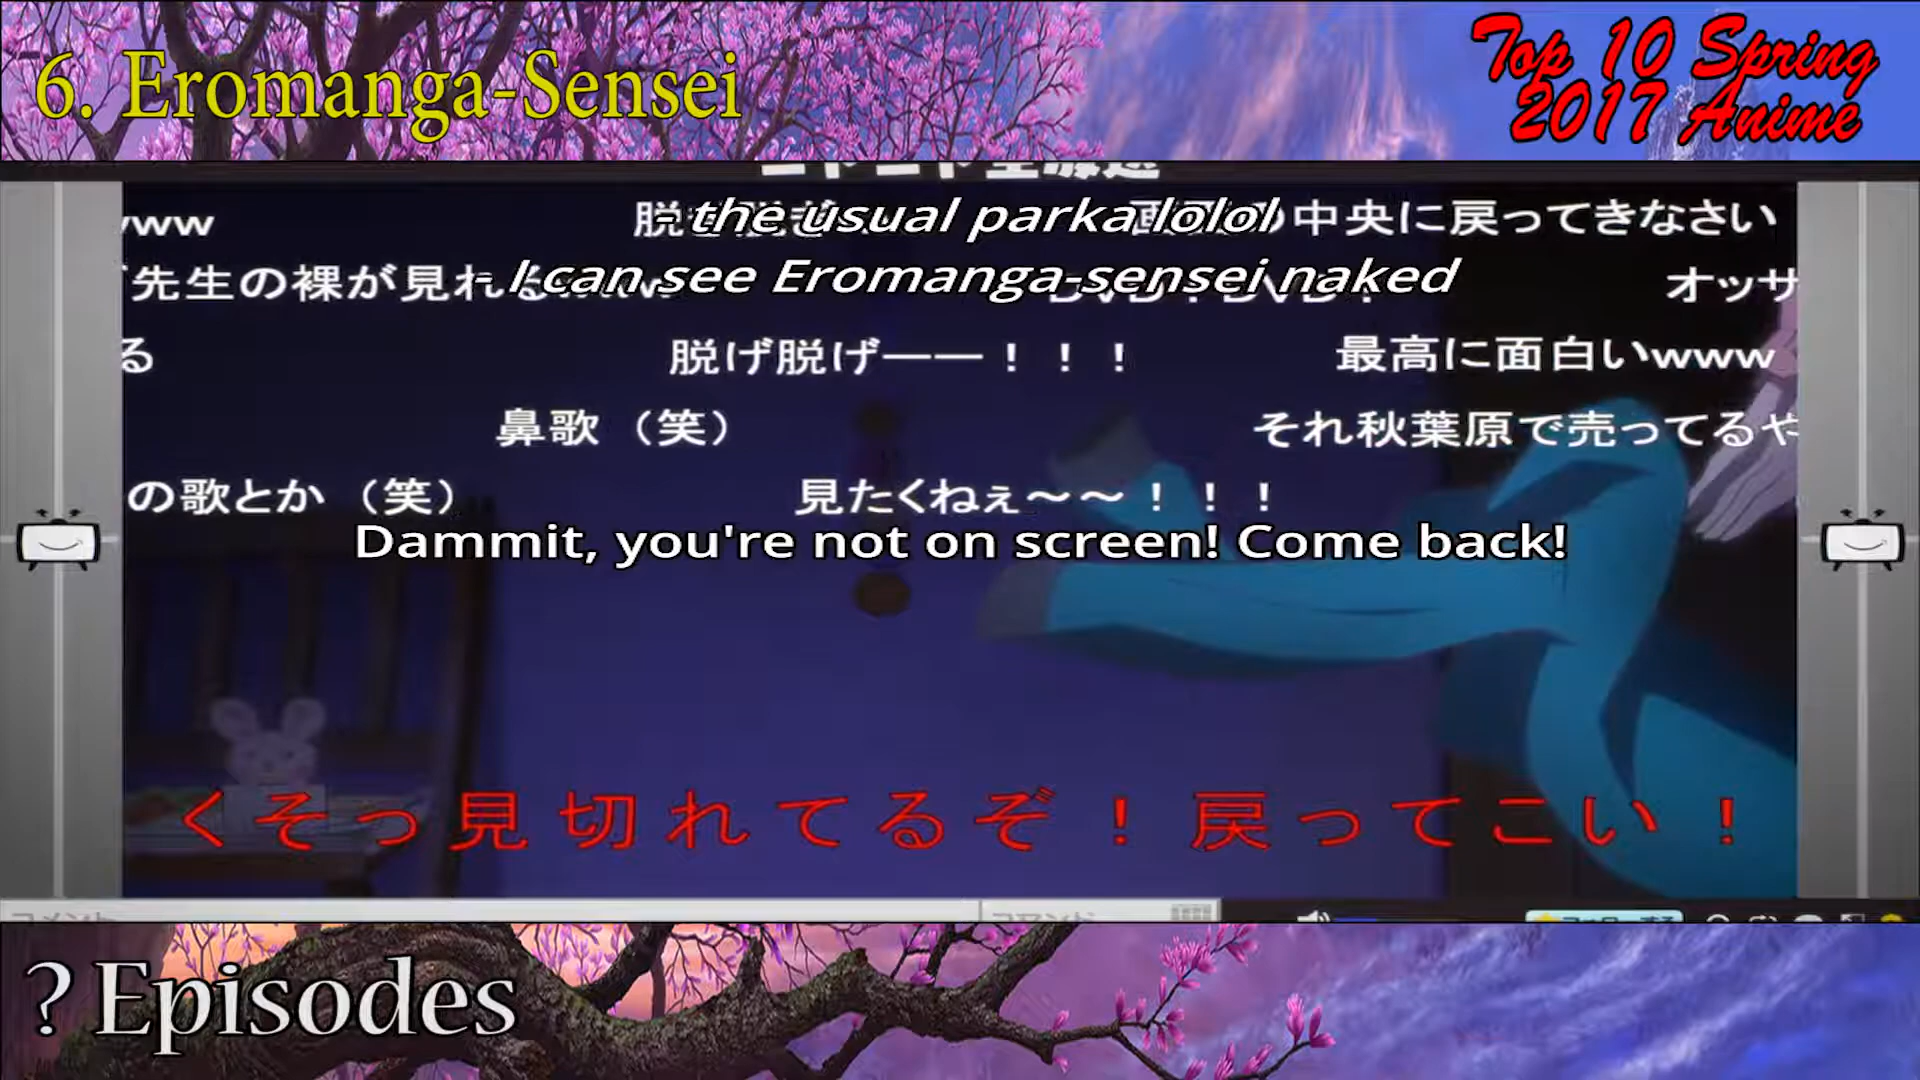 6. Eromanga-Sensei
Top 10 Spring
2017 Anime
www
- the usual parka lolol
の中央に戻ってきなさい
先生の裸が見れる
- I can see Eromanga-sensei naked
オッサ
る
脱げ脱げ――！！！
最高に面白いwww
鼻歌（笑）
それ秋葉原で売ってるや
の歌とか（笑）
見たくねぇ～～！！！
Dammit, you're not on screen! Come back!
くそっ見切れてるぞ！戻ってこい！
? Episodes